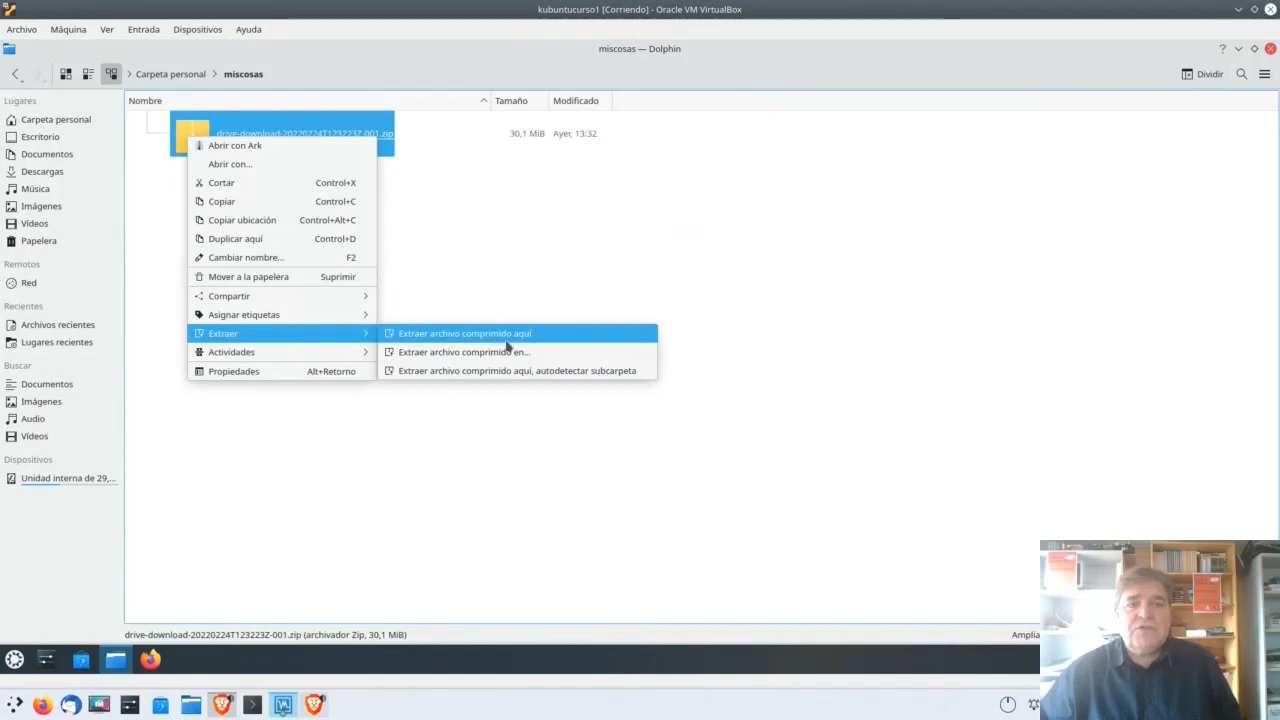 kubuntucurso1 [Corriendo] - Oracle VM VirtualBox
Archivo Máquina Ver Entrada Dispositivos Ayuda
miscosas — Dolphin
Carpeta personal miscosas Dividir
Lugares
Carpeta personal
Escritorio
Documentos
Descargas
Música
Imágenes
Vídeos
Papelera
Remotos
Red
Recientes
Archivos recientes
Lugares recientes
Buscar
Documentos
Imágenes
Audio
Vídeos
Dispositivos
Unidad interna de 29,...
Nombre Tamaño Modificado
drive-download-20220224T123223Z-001.zip 30,1 MiB Ayer, 13:32
Abrir con Ark
Abrir con...
Cortar Control+X
Copiar Control+C
Copiar ubicación Control+Alt+C
Duplicar aquí Control+D
Cambiar nombre... F2
Mover a la papelera Suprimir
Compartir
Asignar etiquetas
Extraer
Actividades
Propiedades Alt+Retorno
Extraer archivo comprimido aquí
Extraer archivo comprimido en...
Extraer archivo comprimido aquí, autodetectar subcarpeta
drive-download-20220224T123223Z-001.zip (archivador Zip, 30,1 MiB) Amplia